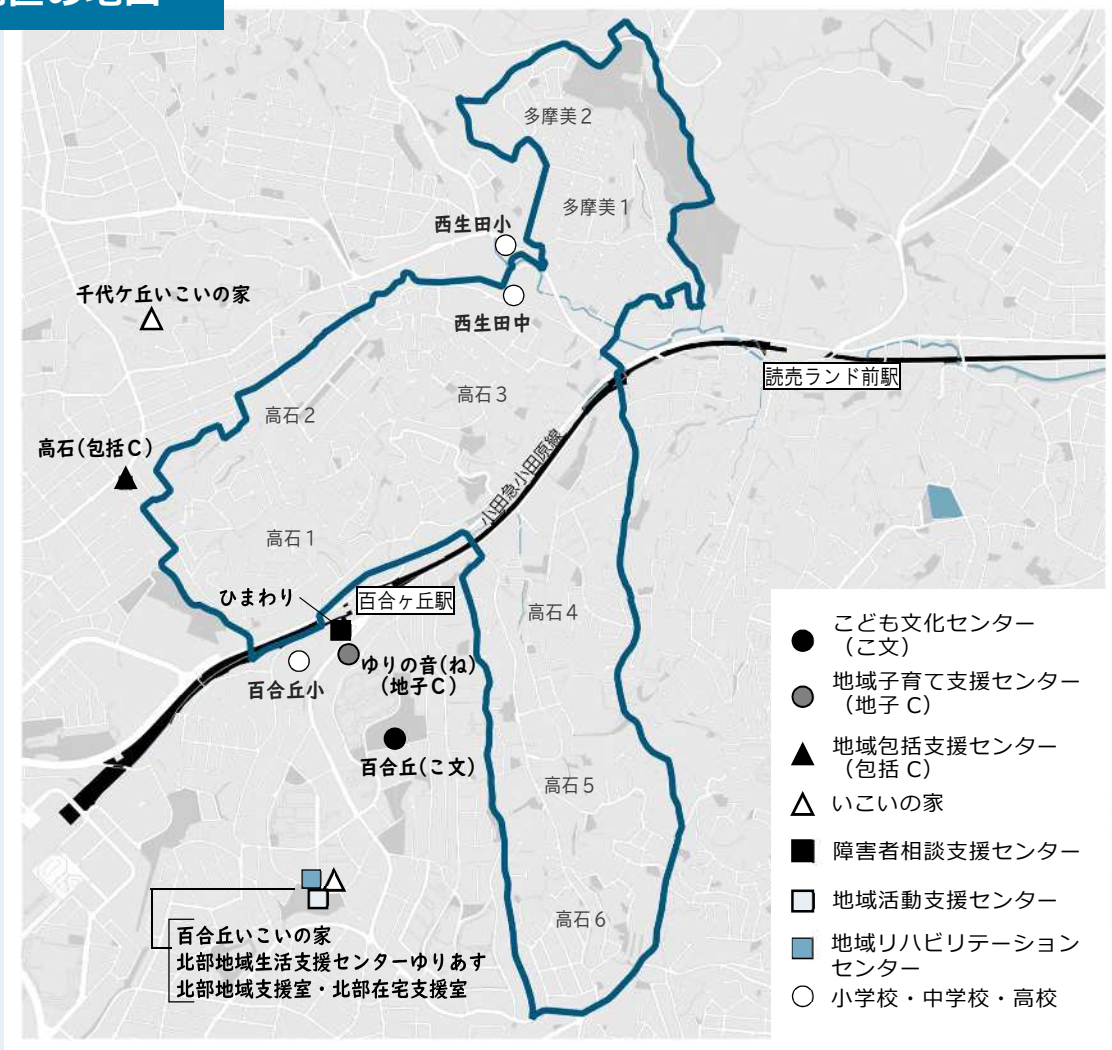 区の地図
多摩美2
多摩美1
西生田小
千代ケ丘いこいの家
西生田中
読売ランド前駅
高石3
高石2
高石(包括C)
小田急小田原線
高石1
ひまわり
百合ヶ丘駅
高石4
ゆりの音(ね)
(地子C)
百合丘小
百合丘(こ文)
高石5
高石6
百合丘いこいの家
北部地域生活支援センターゆりあす
北部地域支援室・北部在宅支援室
こども文化センター
(こ文)
地域子育て支援センター
(地子 C)
地域包括支援センター
(包括 C)
いこいの家
障害者相談支援センター
地域活動支援センター
地域リハビリテーション
センター
小学校・中学校・高校